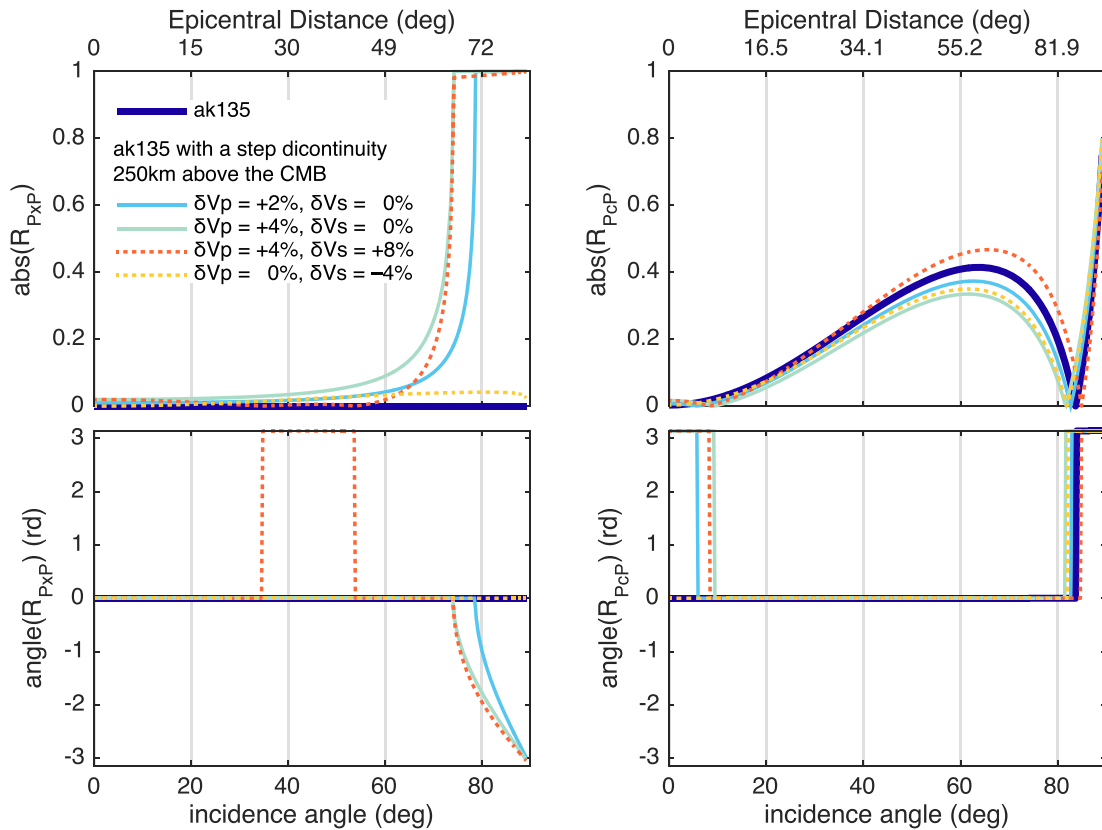 Epicentral Distance (deg)
0 15 30 49 72
1
0.8
0.6
0.4
0.2
0
abs(R_PxP)
ak135
ak135 with a step dicontinuity
250km above the CMB
δVp = +2%, δVs = 0%
δVp = +4%, δVs = 0%
δVp = +4%, δVs = +8%
δVp = 0%, δVs = −4%
Epicentral Distance (deg)
0 16.5 34.1 55.2 81.9
1
0.8
0.6
0.4
0.2
0
abs(R_PcP)
3
2
1
0
-1
-2
-3
angle(R_PxP) (rd)
0 20 40 60 80
incidence angle (deg)
3
2
1
0
-1
-2
-3
angle(R_PcP) (rd)
0 20 40 60 80
incidence angle (deg)